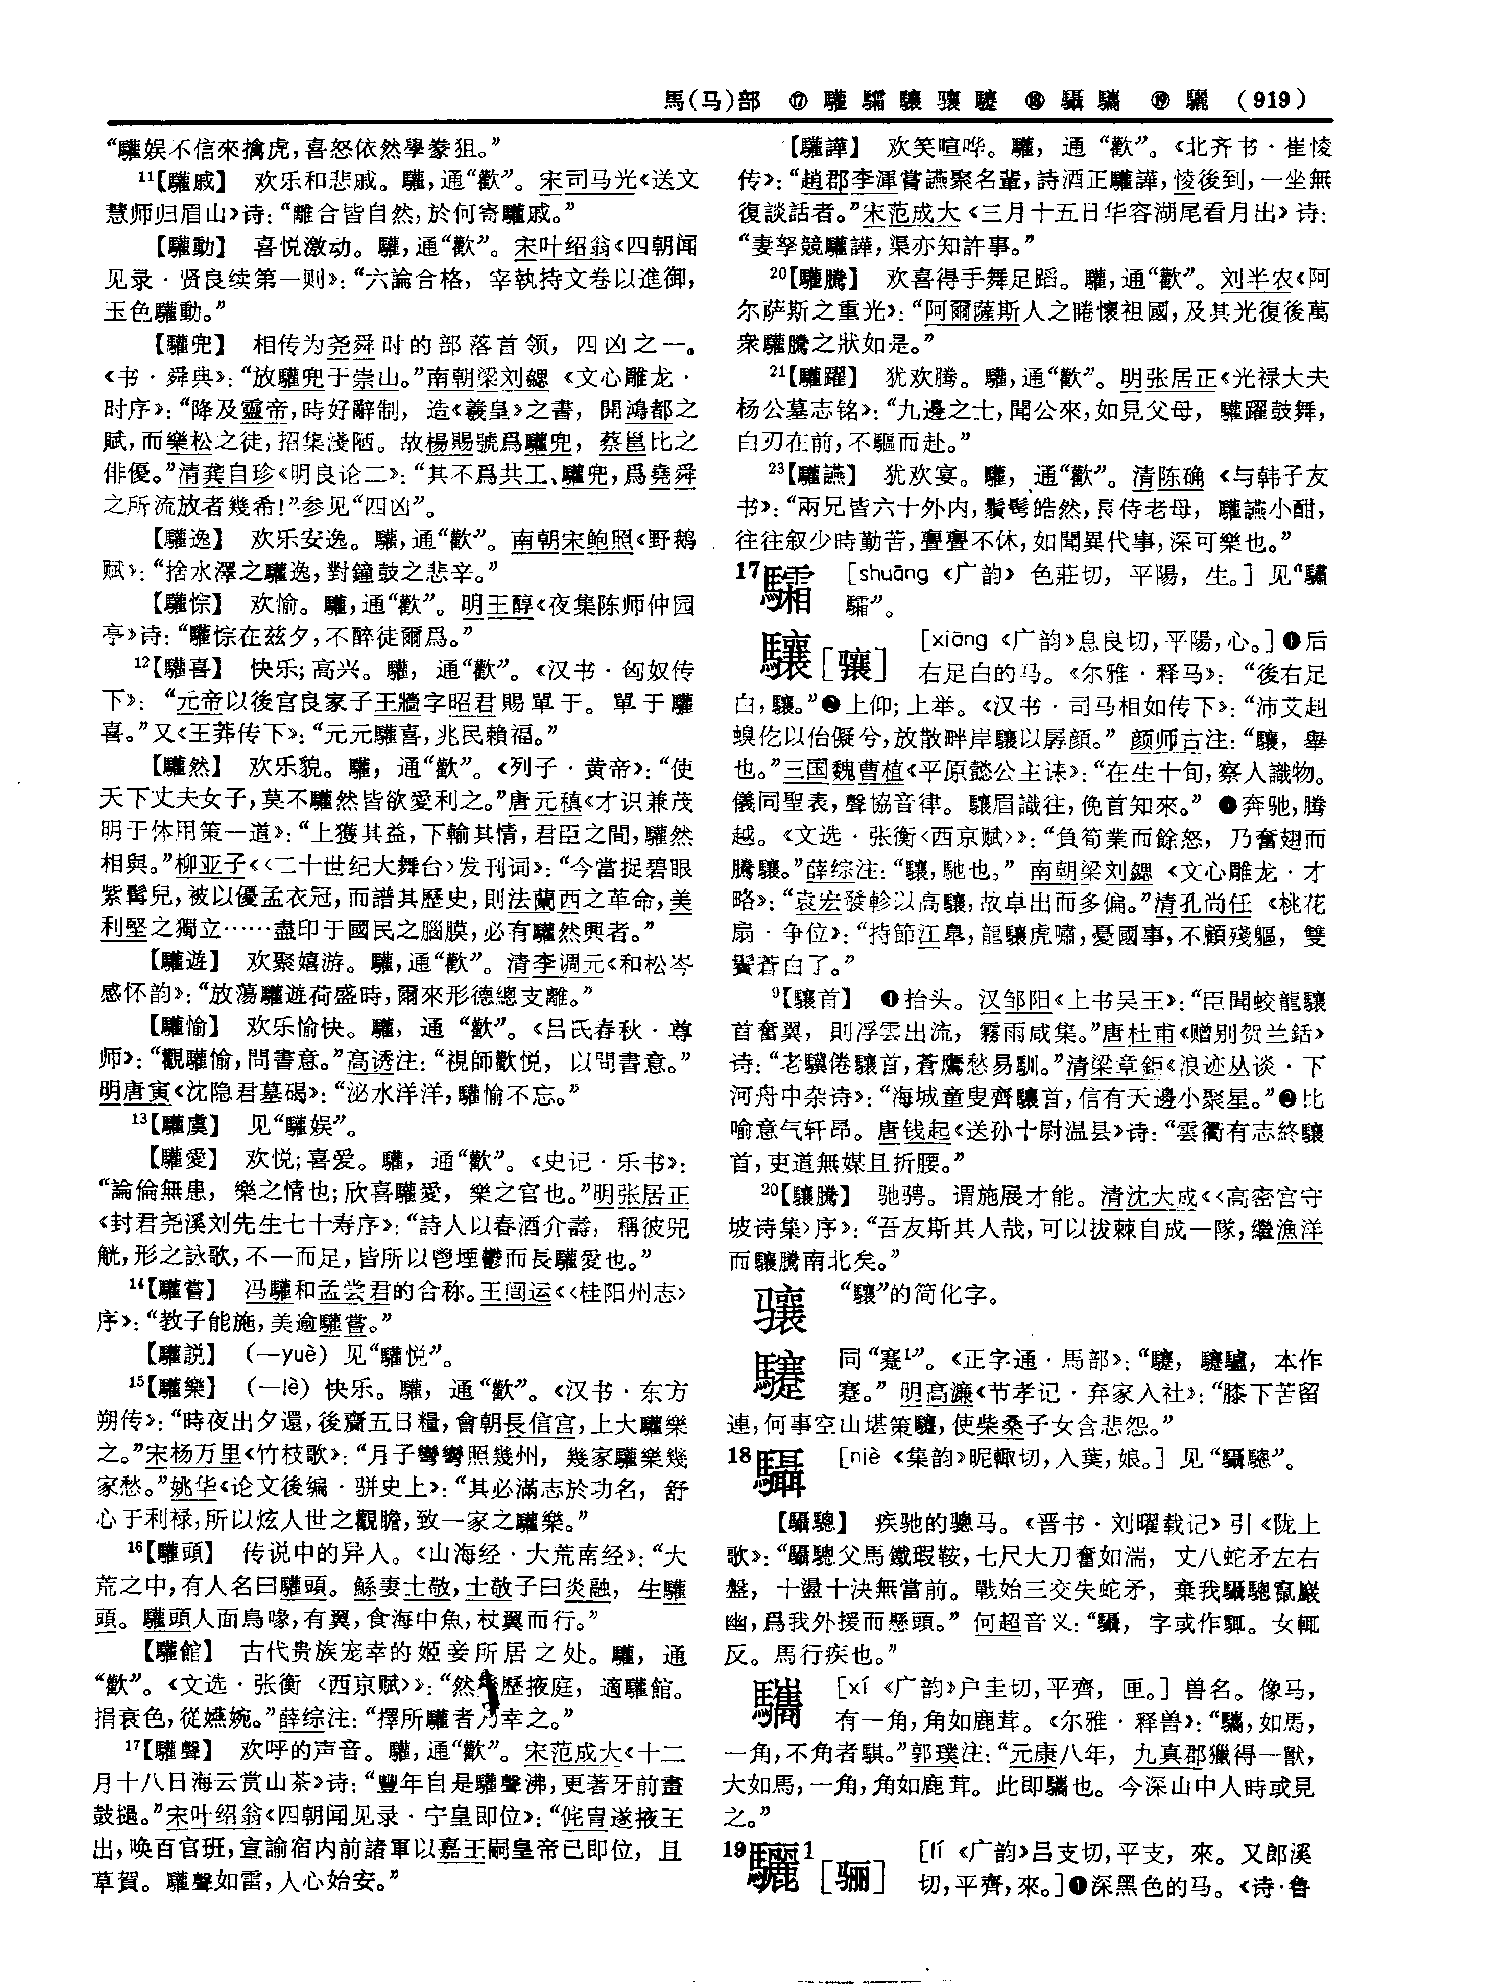 馬(马)部 ⑰ 驩 驦 驤 骧 䮿 ⑱ 䯀 驨 ⑲ 驪 (919)
“驩娱不信來擒虎,喜怒依然學豢狙。”
11【驩戚】 欢乐和悲戚。驩,通“歡”。宋司马光《送文
慧师归眉山》诗:“離合皆自然,於何寄驩戚。”
【驩動】 喜悦激动。驩,通“歡”。宋叶绍翁《四朝闻
见录·贤良续第一则》:“六論合格, 宰執持文卷以進御,
玉色驩動。”
【驩兜】 相传为尧舜时的部落首领, 四凶之一。
《书·舜典》:“放驩兜于崇山。”南朝梁刘勰《文心雕龙·
时序》:“降及靈帝,時好辭制, 造《羲皇》之書, 開鴻都之
賦,而樂松之徒,招集淺陋。故楊賜號爲驩兜, 蔡邕比之
俳優。”清龚自珍《明良论二》:“其不爲共工、驩兜,爲堯舜
之所流放者幾希!”参见“四凶”。
【驩逸】 欢乐安逸。驩,通“歡”。南朝宋鲍照《野鹅
赋》:“捨水澤之驩逸,對鐘鼓之悲辛。”
【驩悰】 欢愉。驩,通“歡”。明王醇《夜集陈师仲园
亭》诗:“驩悰在兹夕,不醉徒爾爲。”
12【驩喜】 快乐;高兴。驩, 通“歡”。《汉书·匈奴传
下》: “元帝以後宫良家子王牆字昭君賜單于。單于驩
喜。”又《王莽传下》:“元元驩喜,兆民賴福。”
【驩然】 欢乐貌。驩, 通“歡”。《列子·黄帝》:“使
天下丈夫女子,莫不驩然皆欲愛利之。”唐元稹《才识兼茂
明于体用策一道》:“上獲其益,下輸其情,君臣之間,驩然
相與。”柳亚子《〈二十世纪大舞台〉发刊词》:“今當捉碧眼
紫髯兒,被以優孟衣冠,而譜其歷史,則法蘭西之革命,美
利堅之獨立……盡印于國民之腦膜,必有驩然興者。”
【驩遊】 欢聚嬉游。驩,通“歡”。清李调元《和松岑
感怀韵》:“放蕩驩遊荷盛時,爾來形德總支離。”
【驩愉】 欢乐愉快。驩, 通“歡”。《吕氏春秋·尊
师》:“觀驩愉,問書意。”高诱注:“視師歡悦, 以問書意。”
明唐寅《沈隐君墓碣》:“泌水洋洋,驩愉不忘。”
13【驩虞】 见“驩娱”。
【驩愛】 欢悦;喜爱。驩, 通“歡”。《史记·乐书》:
“論倫無患, 樂之情也;欣喜驩愛, 樂之官也。”明张居正
《封君尧溪刘先生七十寿序》:“詩人以春酒介壽, 稱彼兕
觥,形之詠歌,不一而足,皆所以鬯堙鬱而長驩愛也。”
14【驩嘗】 冯驩和孟尝君的合称。王闿运《〈桂阳州志〉
序》:“教子能施,美逾驩嘗。”
【驩説】 (—yuè) 见“驩悦”。
15【驩樂】 (—lè) 快乐。驩, 通“歡”。《汉书·东方
朔传》:“時夜出夕還,後齎五日糧,會朝長信宫,上大驩樂
之。”宋杨万里《竹枝歌》:“月子彎彎照幾州, 幾家驩樂幾
家愁。”姚华《论文後编·骈史上》:“其必滿志於功名, 舒
心于利禄,所以炫人世之觀瞻,致一家之驩樂。”
16【驩頭】 传说中的异人。《山海经·大荒南经》:“大
荒之中,有人名曰驩頭。鯀妻士敬,士敬子曰炎融, 生驩
頭。驩頭人面鳥喙,有翼,食海中魚,杖翼而行。”
【驩館】 古代贵族宠幸的姬妾所居之处。驩, 通
“歡”。《文选·张衡〈西京赋〉》:“然後歷掖庭, 適驩館。
捐衰色,從嬿婉。”薛综注:“擇所驩者乃幸之。”
17【驩聲】 欢呼的声音。驩,通“歡”。宋范成大《十二
月十八日海云赏山茶》诗:“豐年自是驩聲沸,更著牙前畫
鼓撾。”宋叶绍翁《四朝闻见录·宁皇即位》:“侂冑遂掖王
出,唤百官班,宣諭宿内前諸軍以嘉王嗣皇帝已即位, 且
草賀。驩聲如雷,人心始安。”
【驩譁】 欢笑喧哗。驩, 通“歡”。《北齐书·崔㥄
传》:“趙郡李渾嘗讌聚名輩,詩酒正驩譁,㥄後到,一坐無
復談話者。”宋范成大《三月十五日华容湖尾看月出》诗:
“妻孥競驩譁,渠亦知許事。”
20【驩騰】 欢喜得手舞足蹈。驩,通“歡”。刘半农《阿
尔萨斯之重光》:“阿爾薩斯人之睠懷祖國,及其光復後萬
衆驩騰之狀如是。”
21【驩躍】 犹欢腾。驩,通“歡”。明张居正《光禄大夫
杨公墓志铭》:“九邊之士,聞公來,如見父母, 驩躍鼓舞,
白刃在前,不驅而赴。”
23【驩讌】 犹欢宴。驩, 通“歡”。清陈确《与韩子友
书》:“兩兄皆六十外内,鬚髩皓然,長侍老母, 驩讌小酣,
往往叙少時勤苦,亹亹不休,如聞異代事,深可樂也。”
17驦 [shuāng《广韵》色莊切, 平陽, 生。] 见“驌
驦”。
驤[骧] [xiāng《广韵》息良切,平陽,心。]❶后
右足白的马。《尔雅·释马》: “後右足
白,驤。”❷上仰;上举。《汉书·司马相如传下》:“沛艾赳
螑仡以佁儗兮,放散畔岸驤以孱顔。” 颜师古注:“驤, 舉
也。”三国魏曹植《平原懿公主诔》:“在生十旬,察人識物。
儀同聖表,聲協音律。驤眉識往,俛首知來。” ❸奔驰,腾
越。《文选·张衡〈西京赋〉》:“負筍業而餘怒, 乃奮翅而
騰驤。”薛综注:“驤,馳也。” 南朝梁刘勰《文心雕龙·才
略》:“袁宏發軫以高驤,故卓出而多偏。”清孔尚任《桃花
扇·争位》:“持節江皋,龍驤虎嘯,憂國事,不顧殘軀, 雙
鬢蒼白了。”
9【驤首】 ❶抬头。汉邹阳《上书吴王》:“臣聞蛟龍驤
首奮翼, 則浮雲出流, 霧雨咸集。”唐杜甫《赠别贺兰铦》
诗:“老驥倦驤首,蒼鷹愁易馴。”清梁章鉅《浪迹丛谈·下
河舟中杂诗》:“海城童叟齊驤首,信有天邊小聚星。”❷比
喻意气轩昂。唐钱起《送孙十尉温县》诗:“雲衢有志終驤
首,吏道無媒且折腰。”
20【驤騰】 驰骋。谓施展才能。清沈大成《〈高密宫守
坡诗集〉序》:“吾友斯其人哉,可以拔棘自成一隊,繼漁洋
而驤騰南北矣。”
骧 “驤”的简化字。
䮿 同“蹇1”。《正字通·馬部》:“䮿, 䮿驢, 本作
蹇。” 明高濂《节孝记·弃家入社》:“膝下苦留
連,何事空山堪策䮿,使柴桑子女含悲怨。”
18䯀 [niè《集韵》昵輒切,入葉,娘。] 见“䯀驄”。
【䯀驄】 疾驰的骢马。《晋书·刘曜载记》引《陇上
歌》:“䯀驄父馬鐵瑕鞍,七尺大刀奮如湍, 丈八蛇矛左右
盤, 十盪十決無當前。戰始三交失蛇矛, 棄我䯀驄竄巖
幽,爲我外援而懸頭。” 何超音义:“䯀, 字或作𩢾。女輒
反。馬行疾也。”
驨 [xí《广韵》户圭切,平齊, 匣。] 兽名。像马,
有一角,角如鹿茸。《尔雅·释兽》:“驨,如馬,
一角,不角者騏。”郭璞注:“元康八年, 九真郡獵得一獸,
大如馬,一角,角如鹿茸。此即驨也。今深山中人時或見
之。”
19驪1[骊] [lí《广韵》吕支切,平支, 來。又郎溪
切,平齊,來。]❶深黑色的马。《诗·鲁